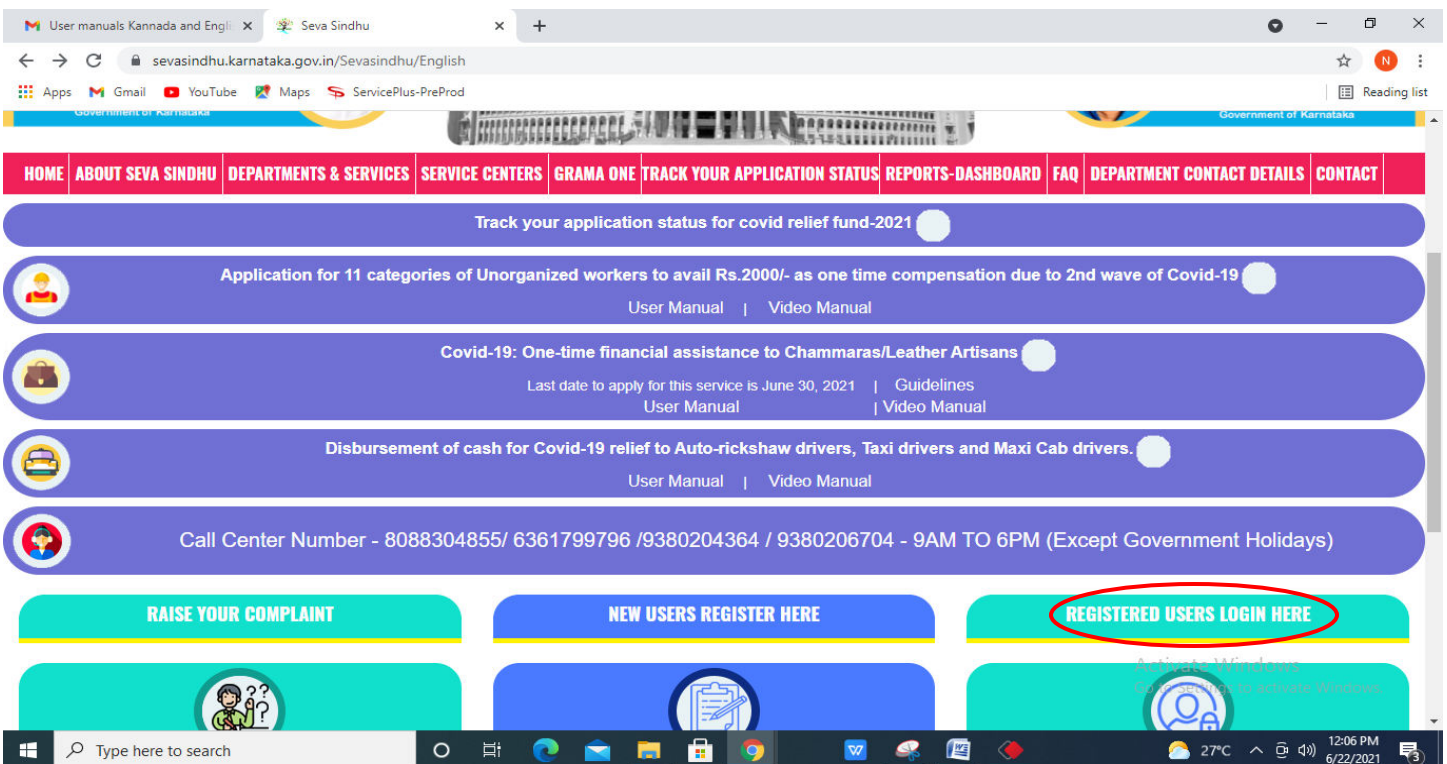 User manuals Kannada and Engli
Seva Sindhu
sevasindhu.karnataka.gov.in/Sevasindhu/English
N
Apps
Gmail
YouTube
Maps
ServicePlus-PreProd
Reading list
Government of Karnataka
Government of Karnataka
HOME
ABOUT SEVA SINDHU
DEPARTMENTS & SERVICES
SERVICE CENTERS
GRAMA ONE
TRACK YOUR APPLICATION STATUS
REPORTS-DASHBOARD
FAQ
DEPARTMENT CONTACT DETAILS
CONTACT
Track your application status for covid relief fund-2021
Application for 11 categories of Unorganized workers to avail Rs.2000/- as one time compensation due to 2nd wave of Covid-19
User Manual | Video Manual
Covid-19: One-time financial assistance to Chammaras/Leather Artisans
Last date to apply for this service is June 30, 2021 | Guidelines
User Manual | Video Manual
Disbursement of cash for Covid-19 relief to Auto-rickshaw drivers, Taxi drivers and Maxi Cab drivers.
User Manual | Video Manual
Call Center Number - 8088304855/ 6361799796 /9380204364 / 9380206704 - 9AM TO 6PM (Except Government Holidays)
RAISE YOUR COMPLAINT
NEW USERS REGISTER HERE
REGISTERED USERS LOGIN HERE
Activate Windows
Go to Settings to activate Windows.
Type here to search
27°C
12:06 PM
6/22/2021
3